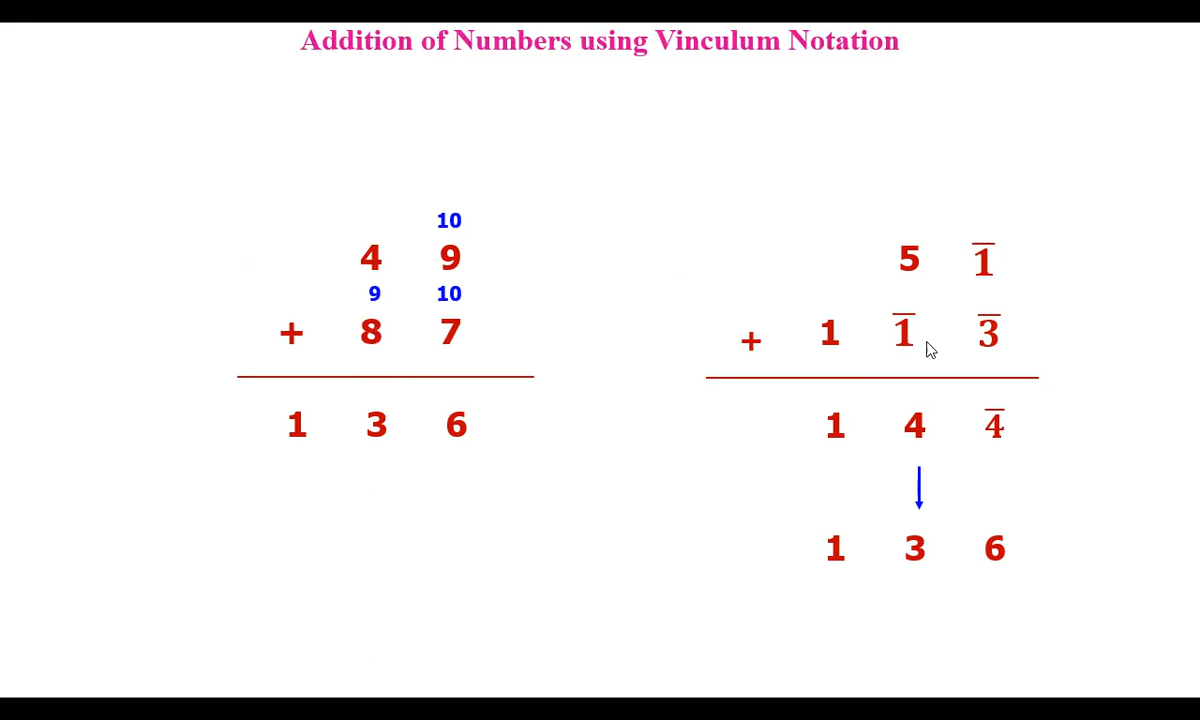 Addition of Numbers using Vinculum Notation
10
4 9
9 10
+ 8 7
1 3 6
5 1̅
+ 1 1̅ 3̅
1 4 4̅
1 3 6